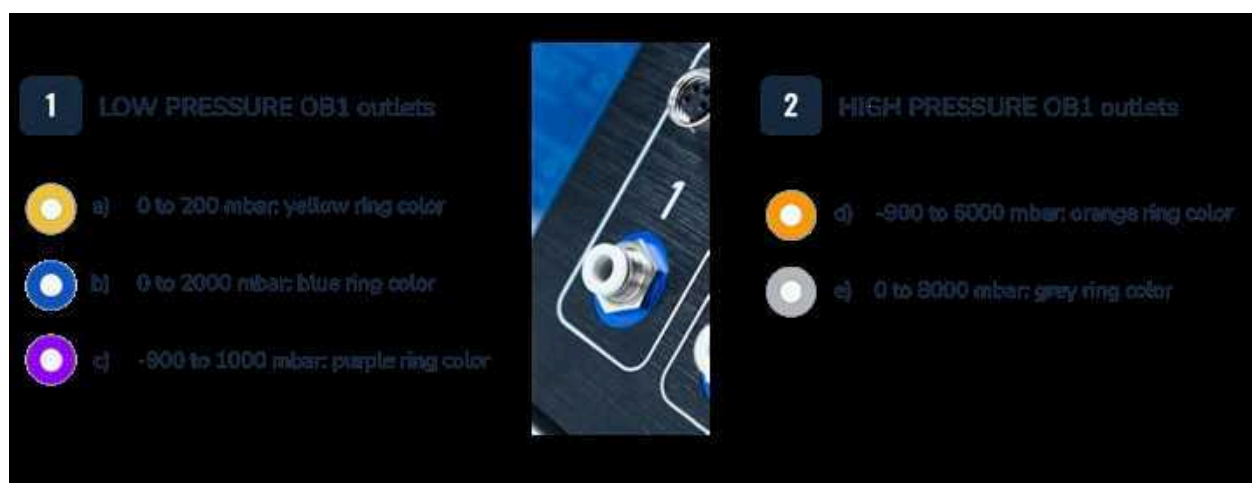 1 LOW PRESSURE OB1 outlets
a) 0 to 200 mbar: yellow ring color
b) 0 to 2000 mbar: blue ring color
c) -900 to 1000 mbar: purple ring color
1
2 HIGH PRESSURE OB1 outlets
d) -900 to 6000 mbar: orange ring color
e) 0 to 8000 mbar: grey ring color